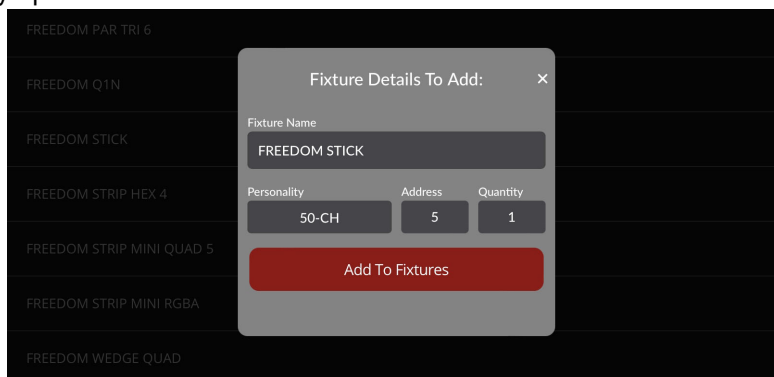 FREEDOM PAR TRI 6
FREEDOM Q1N
FREEDOM STICK
FREEDOM STRIP HEX 4
FREEDOM STRIP MINI QUAD 5
FREEDOM STRIP MINI RGBA
FREEDOM WEDGE QUAD
Fixture Details To Add: ×
Fixture Name
FREEDOM STICK
Personality Address Quantity
50-CH 5 1
Add To Fixtures